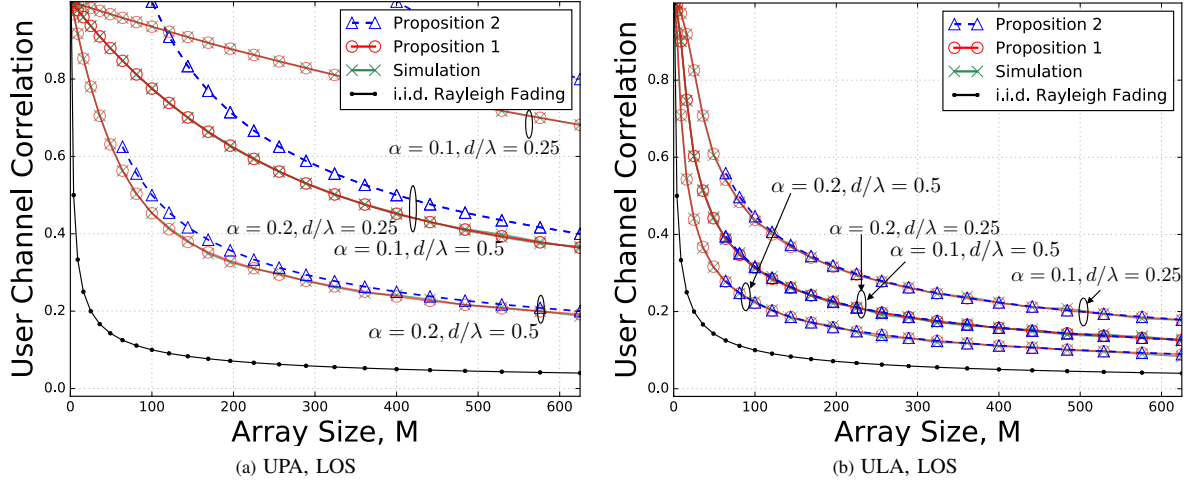 Proposition 2
Proposition 1
Simulation
i.i.d. Rayleigh Fading
User Channel Correlation
0.8
0.6
0.4
0.2
0.0
α = 0.1, d/λ = 0.25
α = 0.2, d/λ = 0.25
α = 0.1, d/λ = 0.5
α = 0.2, d/λ = 0.5
0 100 200 300 400 500 600
Array Size, M
(a) UPA, LOS
Proposition 2
Proposition 1
Simulation
i.i.d. Rayleigh Fading
User Channel Correlation
0.8
0.6
0.4
0.2
0.0
α = 0.2, d/λ = 0.5
α = 0.2, d/λ = 0.25
α = 0.1, d/λ = 0.5
α = 0.1, d/λ = 0.25
0 100 200 300 400 500 600
Array Size, M
(b) ULA, LOS